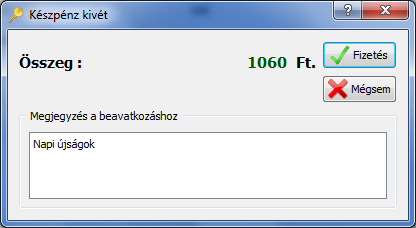 Készpénz kivét
Összeg : 1060 Ft.
Fizetés
Mégsem
Megjegyzés a beavatkozáshoz
Napi újságok